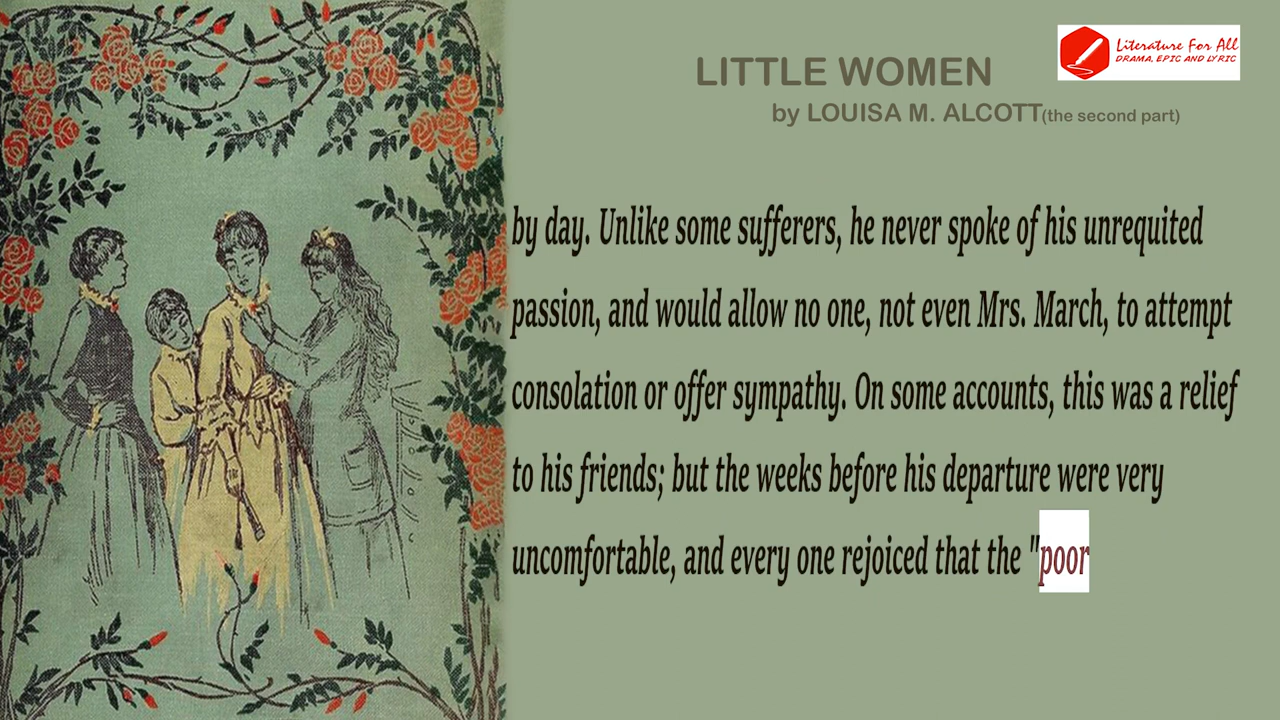 LITTLE WOMEN
by LOUISA M. ALCOTT(the second part)
Literature For All
DRAMA, EPIC AND LYRIC
by day. Unlike some sufferers, he never spoke of his unrequited
passion, and would allow no one, not even Mrs. March, to attempt
consolation or offer sympathy. On some accounts, this was a relief
to his friends; but the weeks before his departure were very
uncomfortable, and every one rejoiced that the "poor